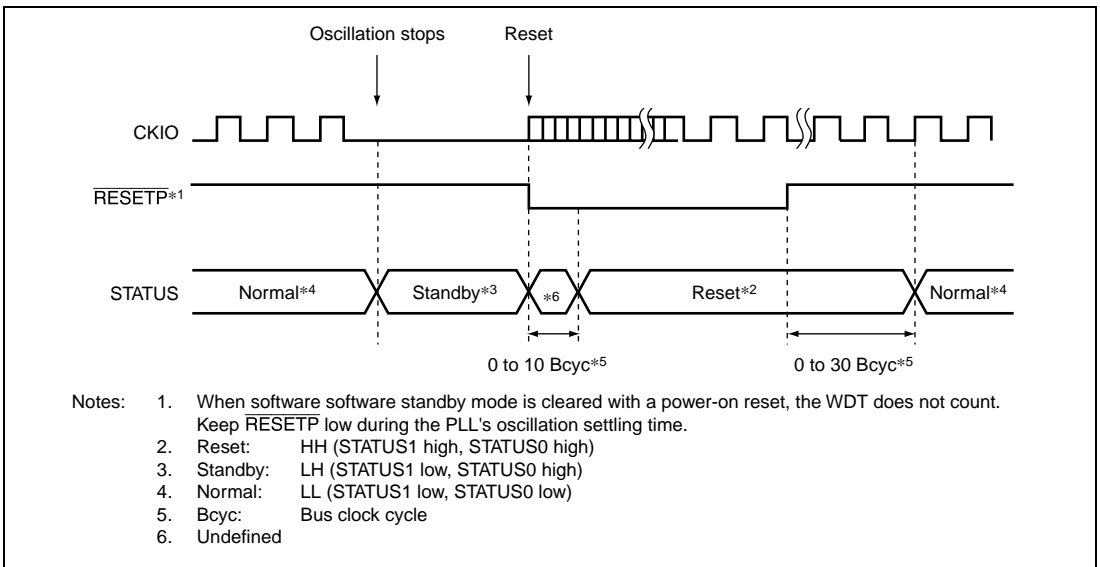 Oscillation stops Reset
CKIO
RESETP*1
STATUS Normal*4 Standby*3 *6 Reset*2 Normal*4
0 to 10 Bcyc*5 0 to 30 Bcyc*5
Notes: 1. When software software standby mode is cleared with a power-on reset, the WDT does not count.
Keep RESETP low during the PLL's oscillation settling time.
2. Reset: HH (STATUS1 high, STATUS0 high)
3. Standby: LH (STATUS1 low, STATUS0 high)
4. Normal: LL (STATUS1 low, STATUS0 low)
5. Bcyc: Bus clock cycle
6. Undefined